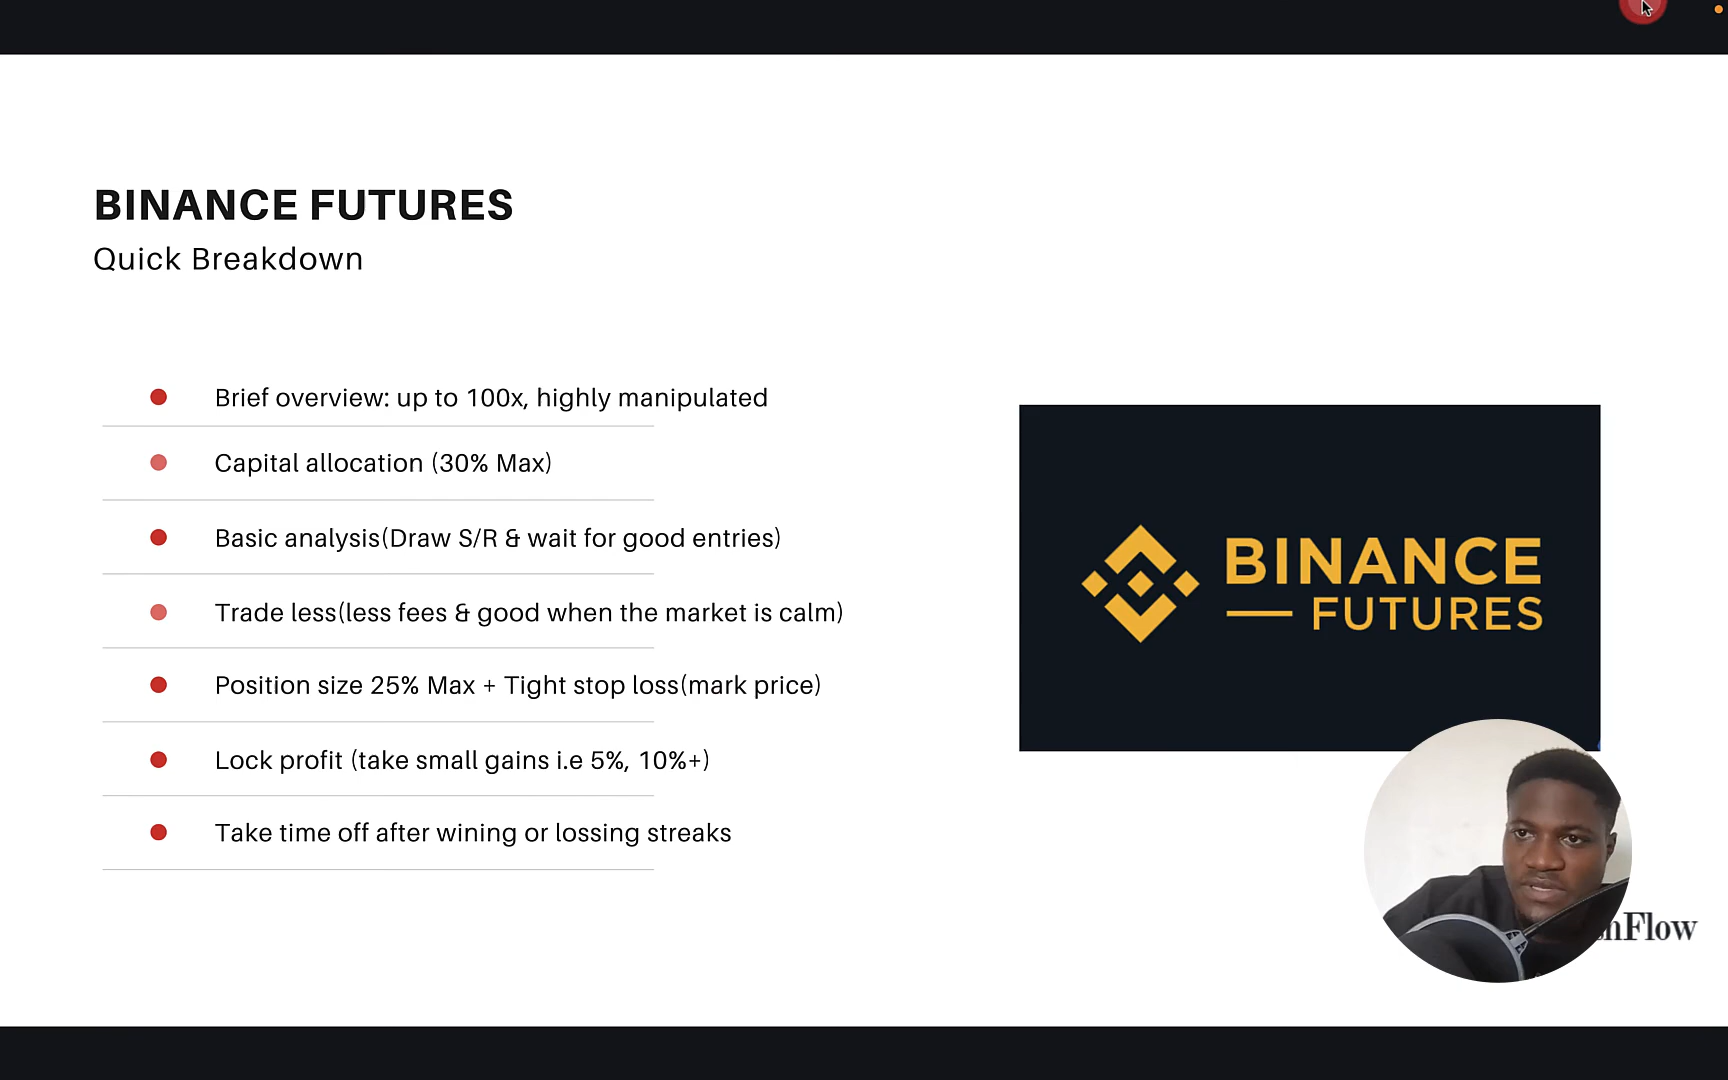 BINANCE FUTURES
Quick Breakdown
Brief overview: up to 100x, highly manipulated
Capital allocation (30% Max)
Basic analysis(Draw S/R & wait for good entries)
Trade less(less fees & good when the market is calm)
Position size 25% Max + Tight stop loss(mark price)
Lock profit (take small gains i.e 5%, 10%+)
Take time off after wining or lossing streaks
BINANCE
FUTURES